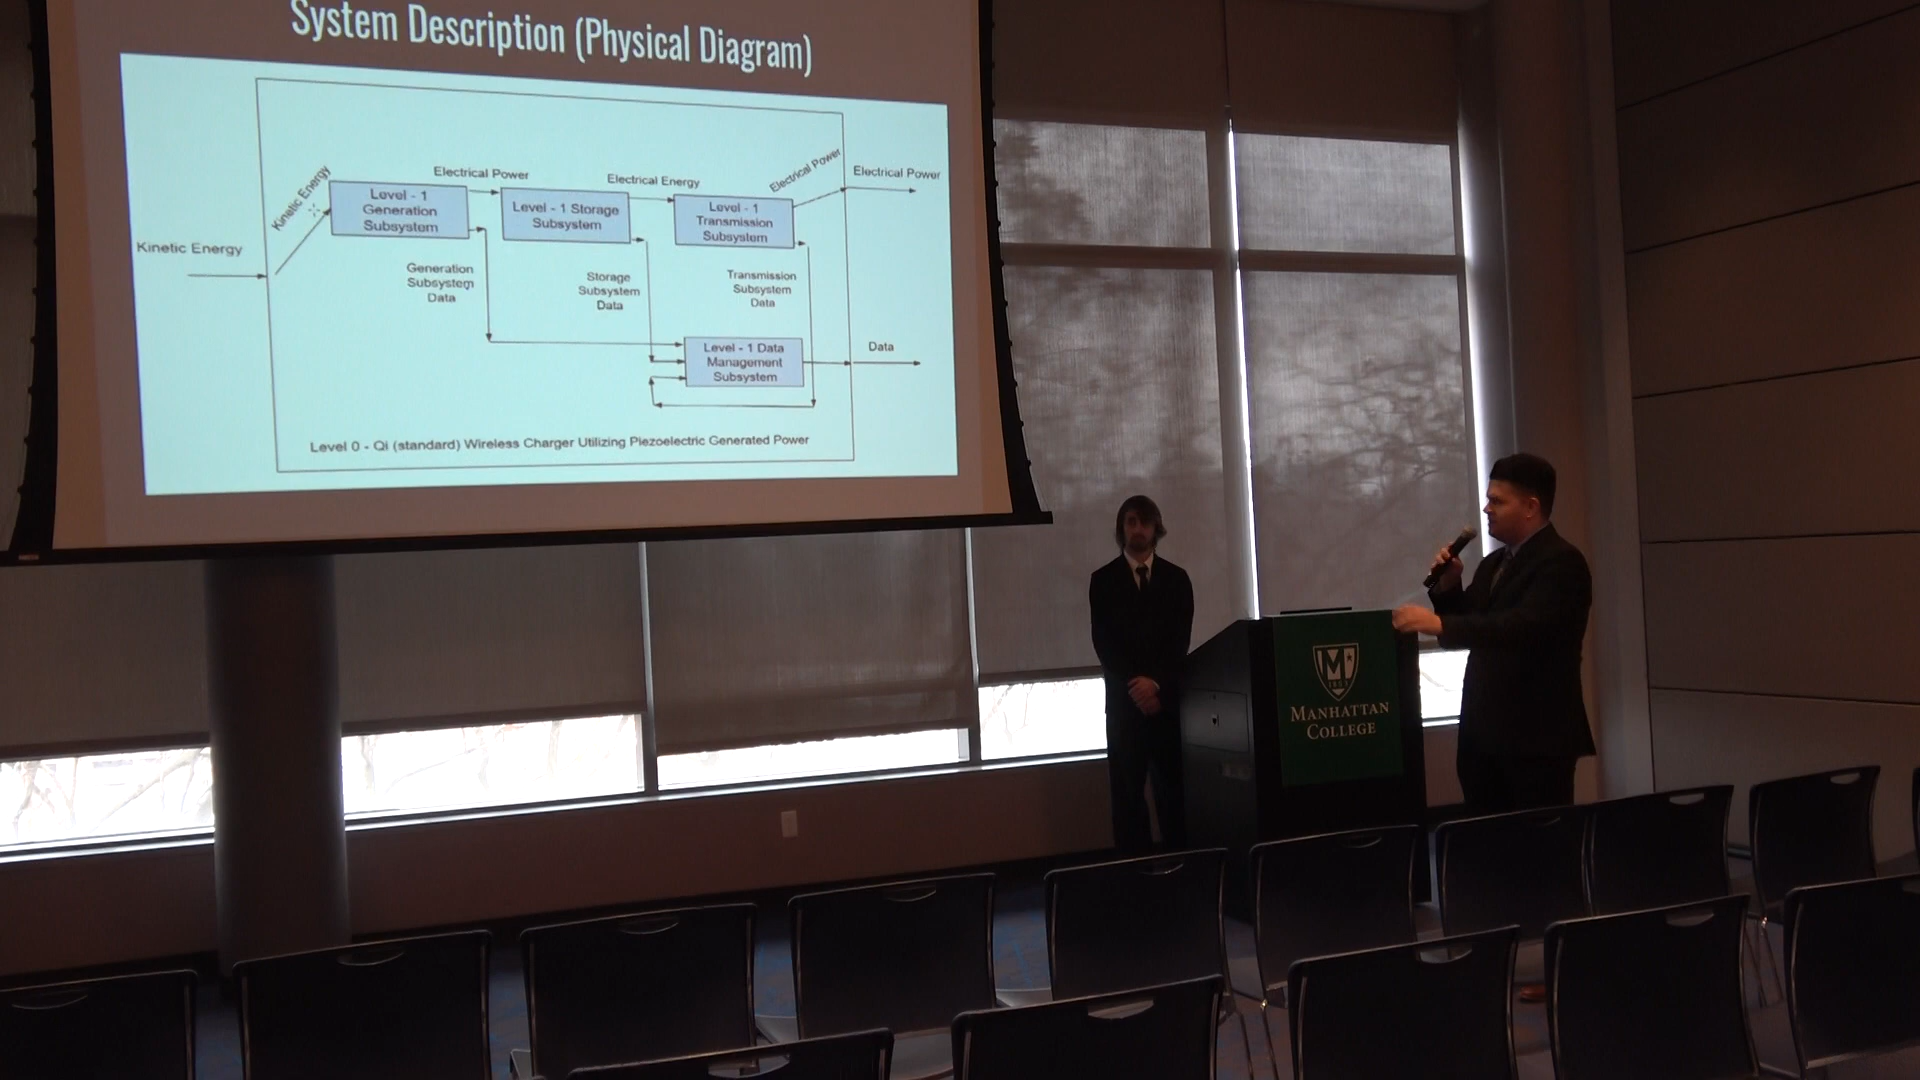 System Description (Physical Diagram)
Kinetic Energy
Kinetic Energy
Level - 1
Generation
Subsystem
Electrical Power
Level - 1 Storage
Subsystem
Electrical Energy
Level - 1
Transmission
Subsystem
Electrical Power
Electrical Power
Generation
Subsystem
Data
Storage
Subsystem
Data
Transmission
Subsystem
Data
Level - 1 Data
Management
Subsystem
Data
Level 0 - Qi (standard) Wireless Charger Utilizing Piezoelectric Generated Power
M
MANHATTAN
COLLEGE